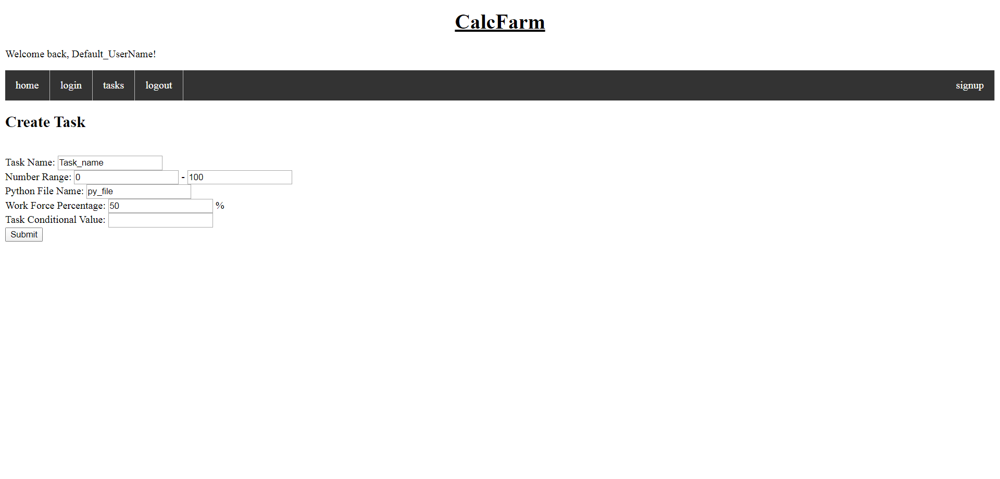 CalcFarm
Welcome back, Default_UserName!
home login tasks logout signup
Create Task
Task Name: Task_name
Number Range: 0 - 100
Python File Name: py_file
Work Force Percentage: 50 %
Task Conditional Value:
Submit